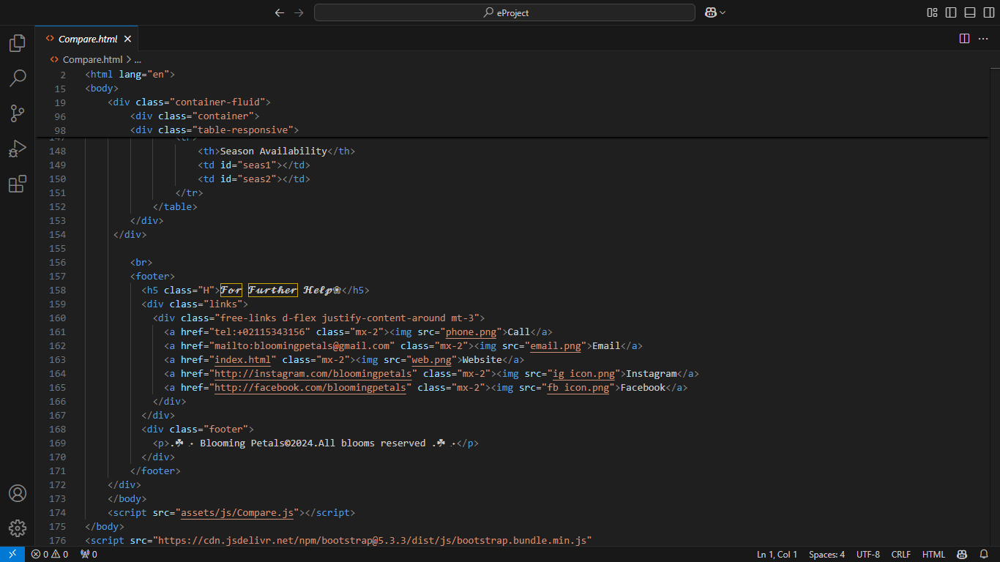 eProject
Compare.html
Compare.html > ...
2 <html lang="en">
15 <body>
19 <div class="container-fluid">
96 <div class="container">
98 <div class="table-responsive">
147 <tr>
148 <th>Season Availability</th>
149 <td id="seas1"></td>
150 <td id="seas2"></td>
151 </tr>
152 </table>
153 </div>
154 </div>
155
156 <br>
157 <footer>
158 <h5 class="H">𝓕𝓸𝓻 𝓕𝓾𝓻𝓽𝓱𝓮𝓻 𝓗𝓮𝓵𝓹❀</h5>
159 <div class="links">
160 <div class="free-links d-flex justify-content-around mt-3">
161 <a href="tel:+02115343156" class="mx-2"><img src="phone.png">Call</a>
162 <a href="mailto:bloomingpetals@gmail.com" class="mx-2"><img src="email.png">Email</a>
163 <a href="index.html" class="mx-2"><img src="web.png">Website</a>
164 <a href="http://instagram.com/bloomingpetals" class="mx-2"><img src="ig icon.png">Instagram</a>
165 <a href="http://facebook.com/bloomingpetals" class="mx-2"><img src="fb icon.png">Facebook</a>
166 </div>
167 </div>
168 <div class="footer">
169 <p>.☘︎ ݁˖ Blooming Petals©2024.All blooms reserved .☘︎ ݁˖</p>
170 </div>
171 </footer>
172 </div>
173 </body>
174 <script src="assets/js/Compare.js"></script>
175 </body>
176 <script src="https://cdn.jsdelivr.net/npm/bootstrap@5.3.3/dist/js/bootstrap.bundle.min.js"
0 0 0 Ln 1, Col 1 Spaces: 4 UTF-8 CRLF HTML